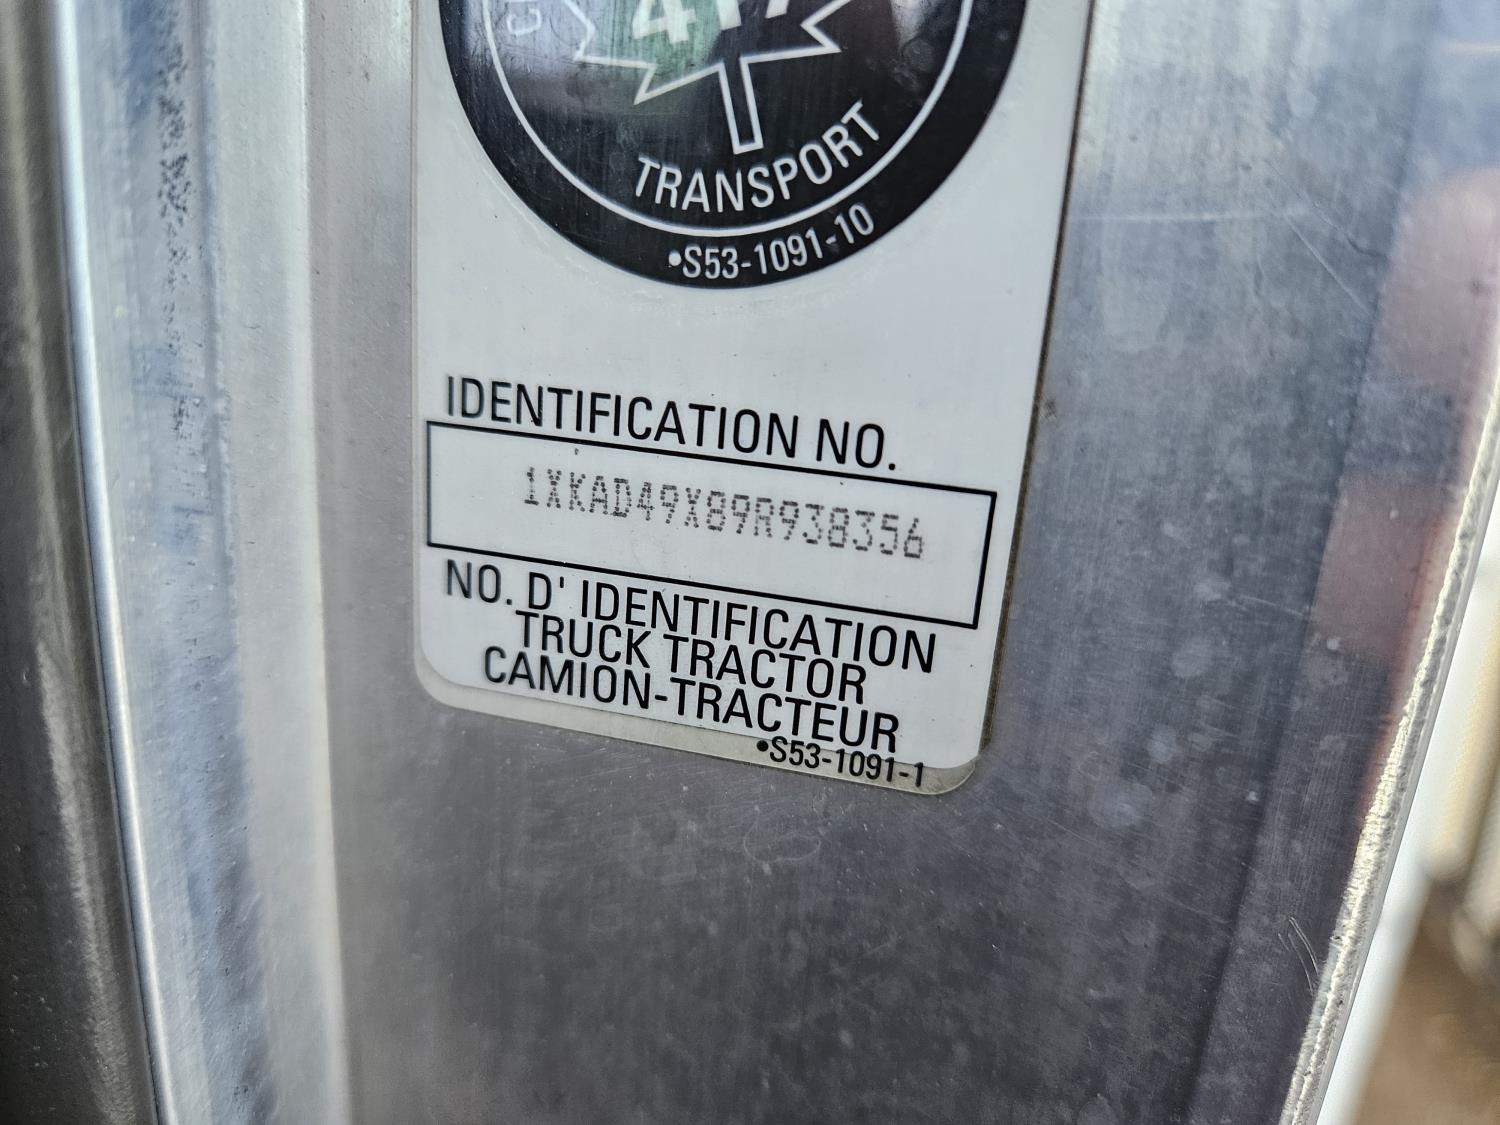 TRANSPORT
•S53-1091-10
IDENTIFICATION NO.
1XKAD49X89R938356
NO. D' IDENTIFICATION
TRUCK TRACTOR
CAMION-TRACTEUR
•S53-1091-1